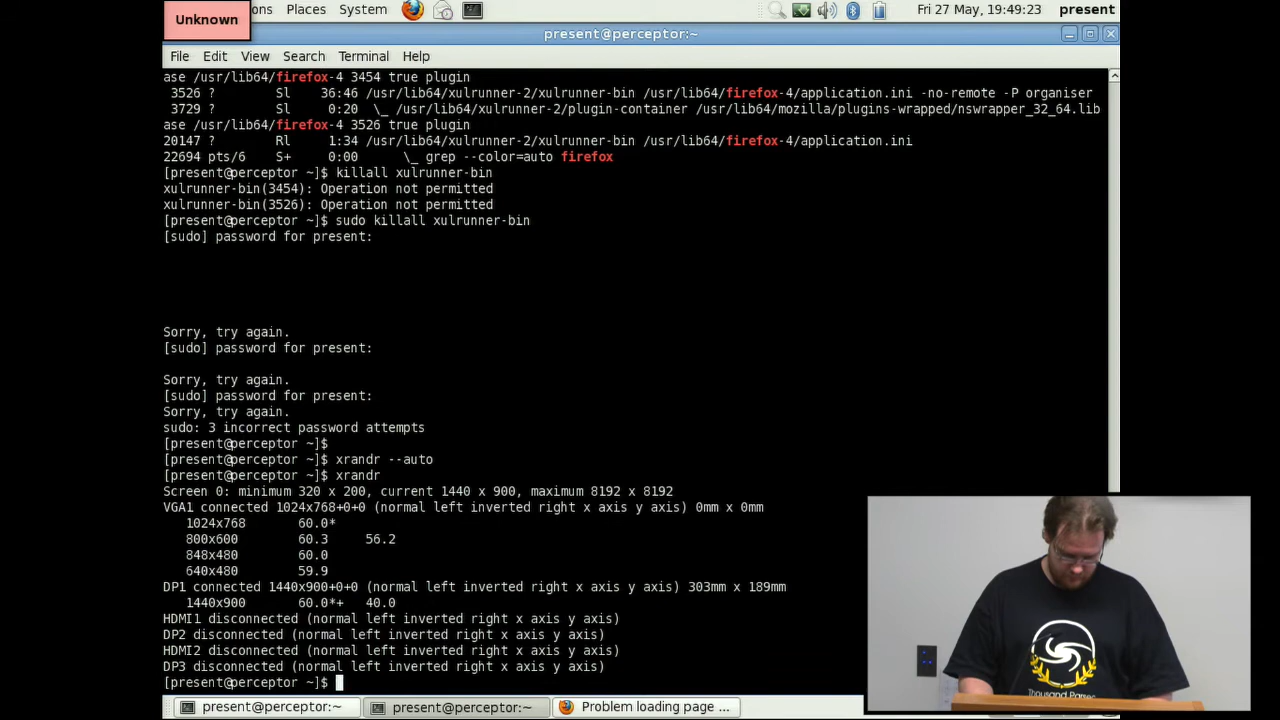 Unknown
ons Places System Fri 27 May, 19:49:23 present
present@perceptor:~
File Edit View Search Terminal Help
ase /usr/lib64/firefox-4 3454 true plugin
3526 ? Sl 36:46 /usr/lib64/xulrunner-2/xulrunner-bin /usr/lib64/firefox-4/application.ini -no-remote -P organiser
3729 ? Sl 0:20 \_ /usr/lib64/xulrunner-2/plugin-container /usr/lib64/mozilla/plugins-wrapped/nswrapper_32_64.lib
ase /usr/lib64/firefox-4 3526 true plugin
20147 ? Rl 1:34 /usr/lib64/xulrunner-2/xulrunner-bin /usr/lib64/firefox-4/application.ini
22694 pts/6 S+ 0:00 \_ grep --color=auto firefox
[present@perceptor ~]$ killall xulrunner-bin
xulrunner-bin(3454): Operation not permitted
xulrunner-bin(3526): Operation not permitted
[present@perceptor ~]$ sudo killall xulrunner-bin
[sudo] password for present:
Sorry, try again.
[sudo] password for present:
Sorry, try again.
[sudo] password for present:
Sorry, try again.
sudo: 3 incorrect password attempts
[present@perceptor ~]$
[present@perceptor ~]$ xrandr --auto
[present@perceptor ~]$ xrandr
Screen 0: minimum 320 x 200, current 1440 x 900, maximum 8192 x 8192
VGA1 connected 1024x768+0+0 (normal left inverted right x axis y axis) 0mm x 0mm
1024x768 60.0*
800x600 60.3 56.2
848x480 60.0
640x480 59.9
DP1 connected 1440x900+0+0 (normal left inverted right x axis y axis) 303mm x 189mm
1440x900 60.0*+ 40.0
HDMI1 disconnected (normal left inverted right x axis y axis)
DP2 disconnected (normal left inverted right x axis y axis)
HDMI2 disconnected (normal left inverted right x axis y axis)
DP3 disconnected (normal left inverted right x axis y axis)
[present@perceptor ~]$
Thousand Parsec
present@perceptor:~ present@perceptor:~ Problem loading page ...